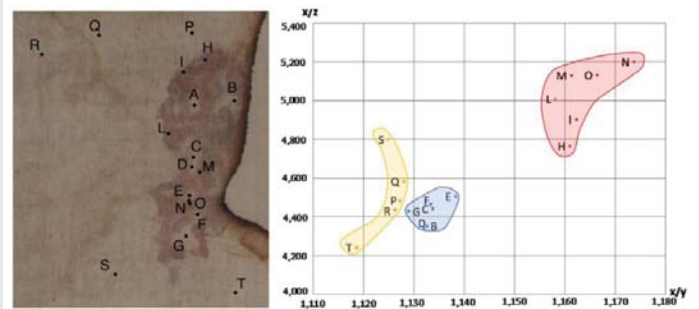 P
Q
H
R
I
B
A
L
C
D M
E
N O
F
G
S
T
x/z
5,400
5,200
5,000
4,800
4,600
4,400
4,200
4,000
N
M O
L
I
H
S
Q
P
R
T
E
F
G C
D B
1,110 1,120 1,130 1,140 1,150 1,160 1,170 1,180
x/y